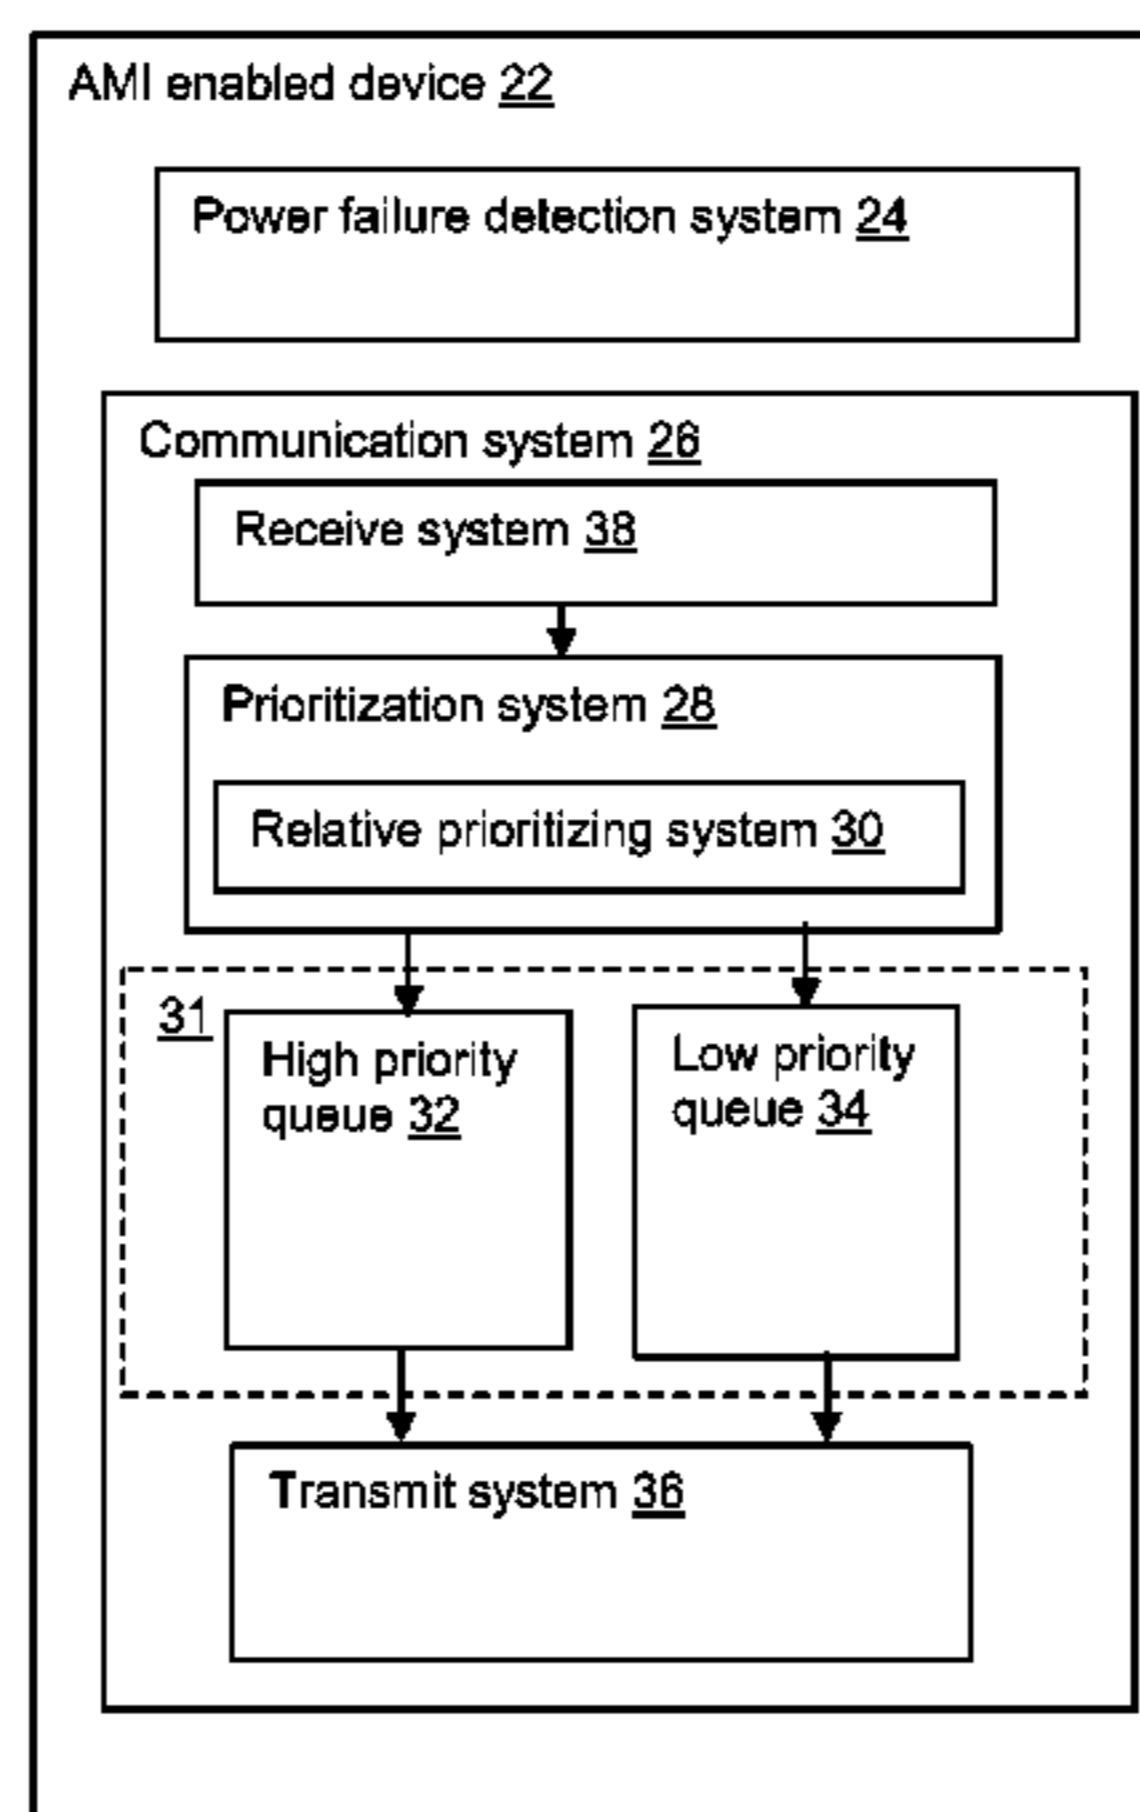 AMI enabled device 22
Power failure detection system 24
Communication system 26
Receive system 38
Prioritization system 28
Relative prioritizing system 30
31
High priority
queue 32
Low priority
queue 34
Transmit system 36